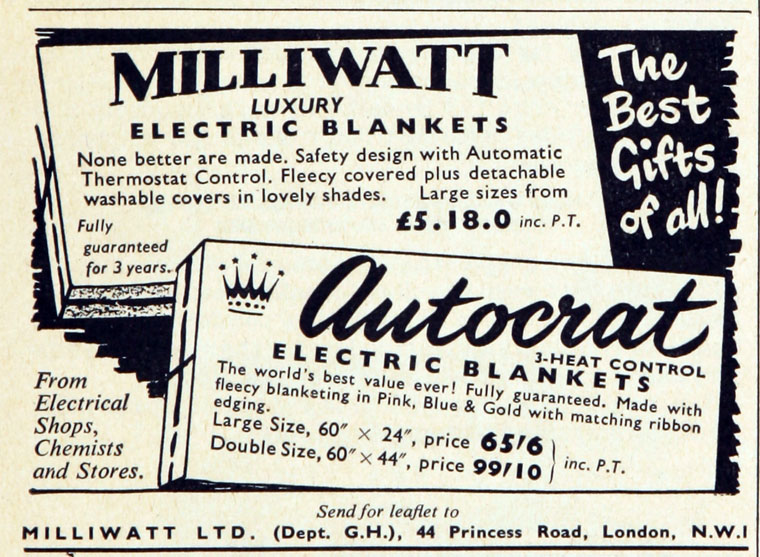 MILLIWATT
LUXURY
ELECTRIC BLANKETS
None better are made. Safety design with Automatic
Thermostat Control. Fleecy covered plus detachable
washable covers in lovely shades. Large sizes from
£5.18.0 inc. P.T.
Fully
guaranteed
for 3 years.
The
Best
Gifts
of all!
Autocrat
3-HEAT CONTROL
ELECTRIC BLANKETS
The world's best value ever! Fully guaranteed. Made with
fleecy blanketing in Pink, Blue & Gold with matching ribbon
edging.
Large Size, 60″ × 24″, price 65/6
Double Size, 60″ × 44″, price 99/10
inc. P.T.
From
Electrical
Shops,
Chemists
and Stores.
Send for leaflet to
MILLIWATT LTD. (Dept. G.H.), 44 Princess Road, London, N.W.1